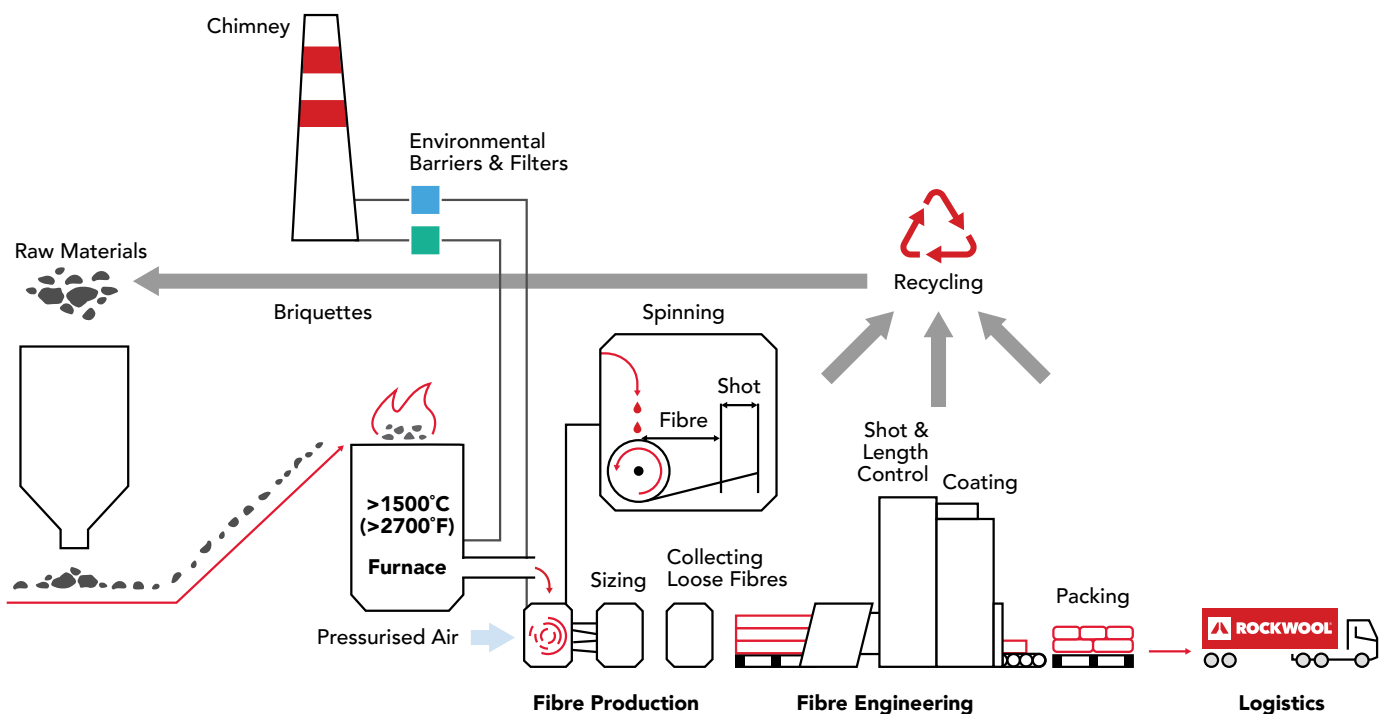 Chimney
Environmental
Barriers & Filters
Raw Materials
Recycling
Briquettes
Spinning
Shot
Fibre
Shot &
Length
Control
Coating
>1500°C
(>2700°F)
Furnace
Collecting
Loose Fibres
Sizing
Packing
Pressurised Air
ROCKWOOL
Fibre Production
Fibre Engineering
Logistics